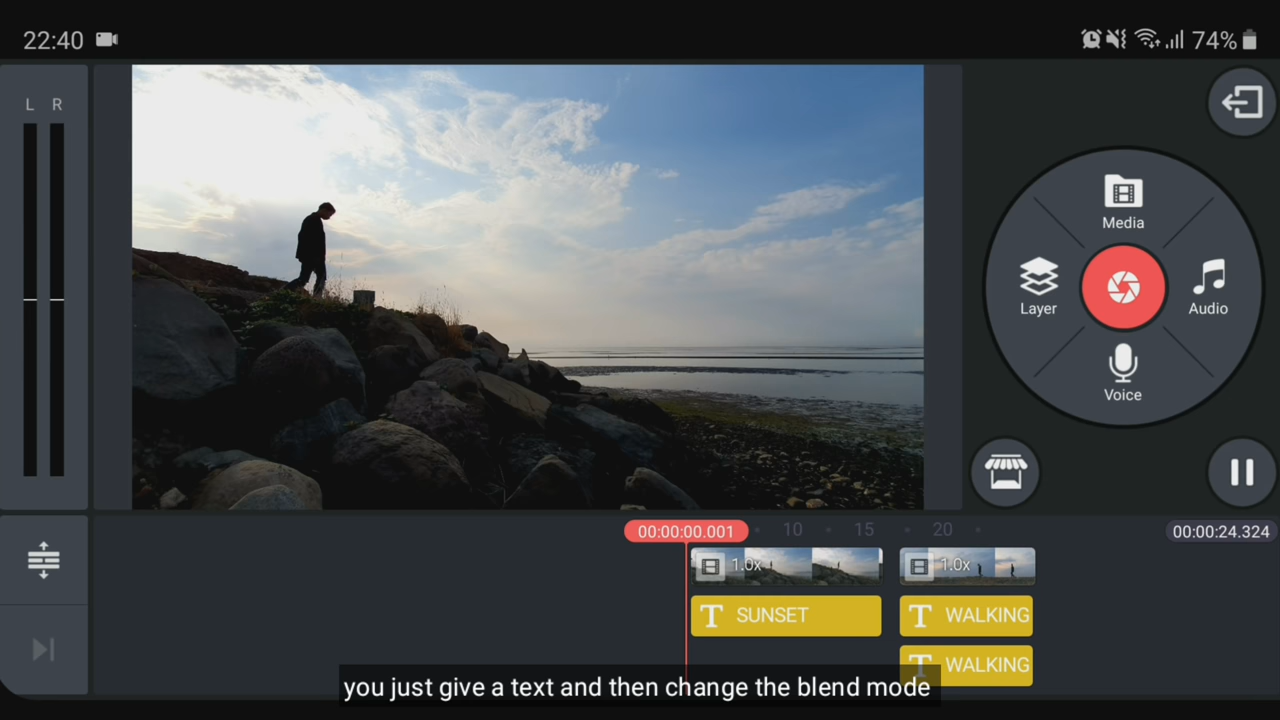 22:40
74%
L R
Media
Layer
Audio
Voice
00:00:00.001
10
15
20
00:00:24.324
1.0x
1.0x
T SUNSET
T WALKING
T WALKING
you just give a text and then change the blend mode